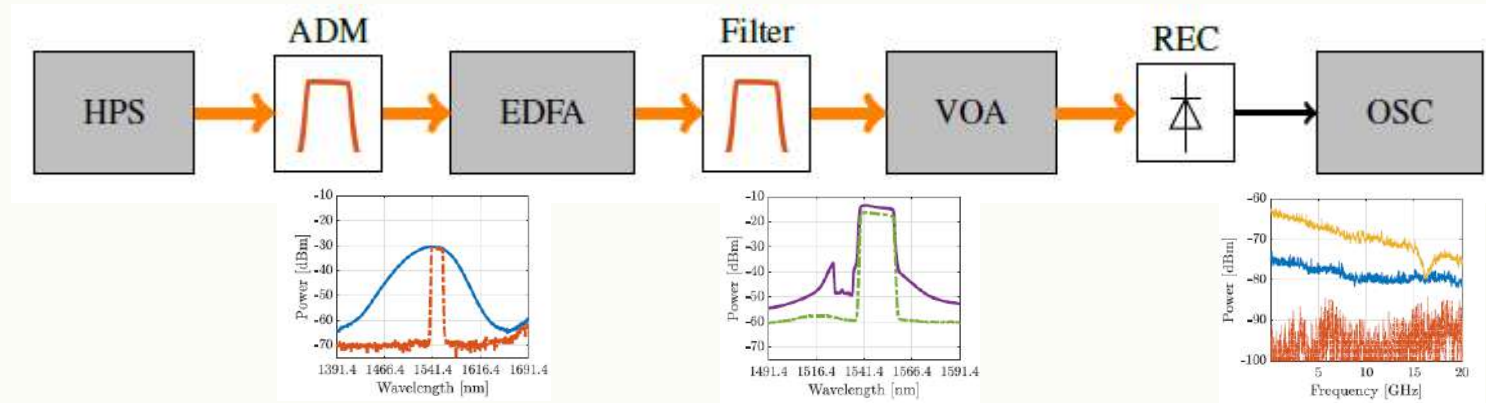 ADM
Filter
REC
HPS
EDFA
VOA
OSC
-10
-20
-30
-40
-50
-60
-70
Power [dBm]
1391.4 1466.4 1541.4 1616.4 1691.4
Wavelength [nm]
-10
-20
-30
-40
-50
-60
-70
Power [dBm]
1491.4 1516.4 1541.4 1566.4 1591.4
Wavelength [nm]
-60
-70
-80
-90
-100
Power [dBm]
5 10 15 20
Frequency [GHz]